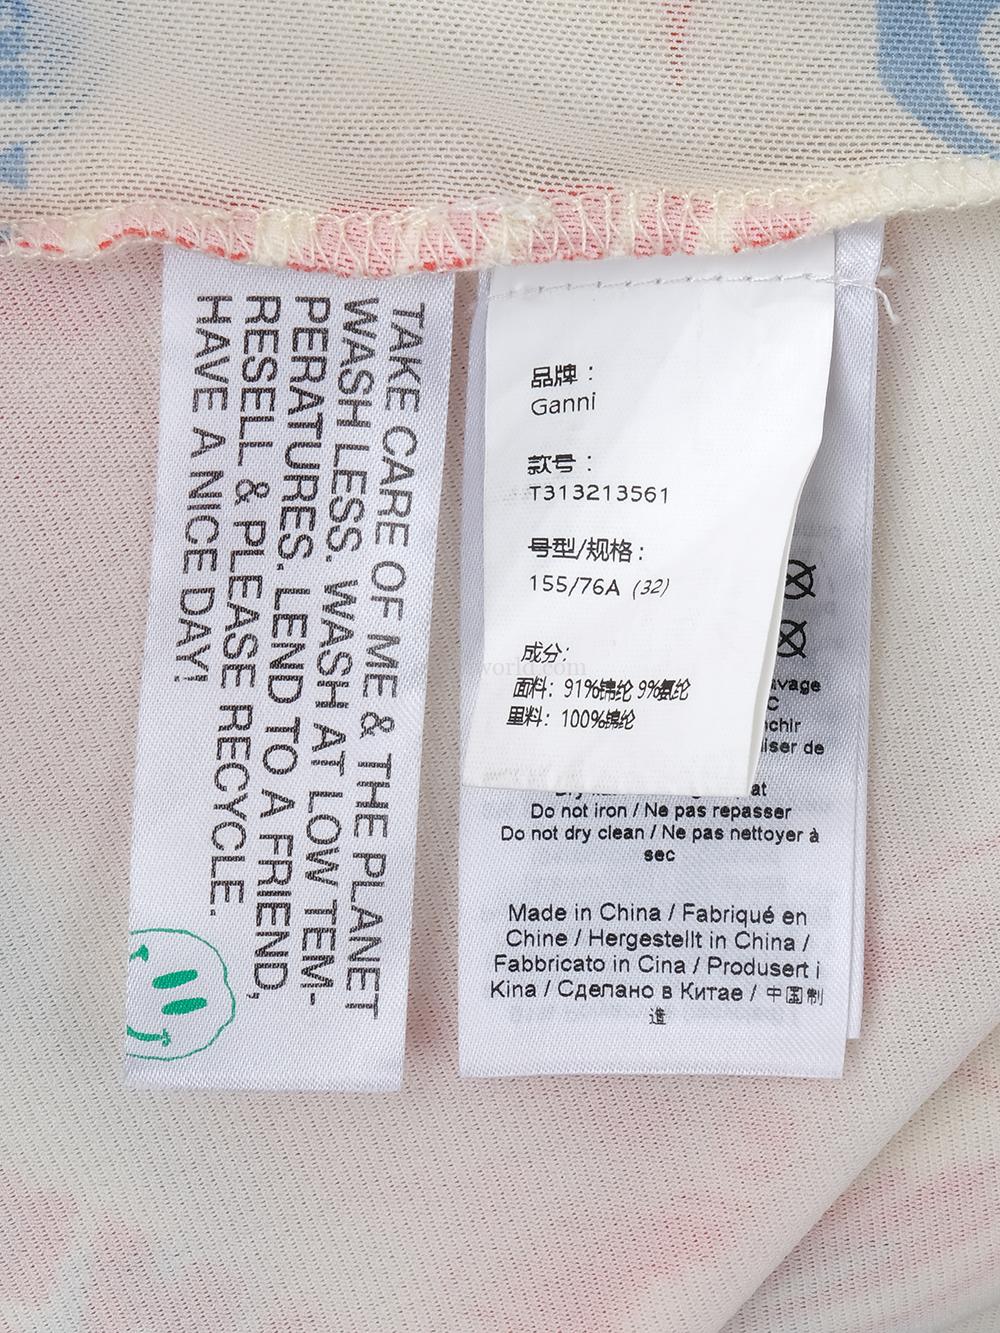 TAKE CARE OF ME & THE PLANET
WASH LESS. WASH AT LOW TEM-
PERATURES. LEND TO A FRIEND,
RESELL & PLEASE RECYCLE.
HAVE A NICE DAY!
品牌：
Ganni
款号：
T313213561
号型/规格：
155/76A (32)
成分：
面料：91%锦纶 9%氨纶
里料：100%锦纶
world.com
Do not iron / Ne pas repasser
Do not dry clean / Ne pas nettoyer à
sec
Made in China / Fabriqué en
Chine / Hergestellt in China /
Fabbricato in Cina / Produsert i
Kina / Сделано в Китае / 中国制
造